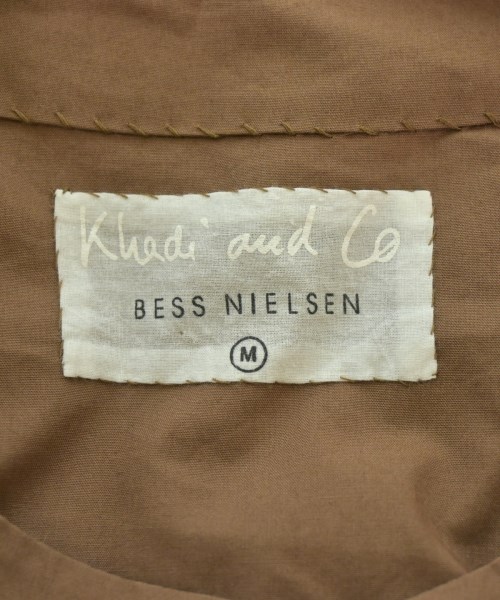 Khadi and Co
BESS NIELSEN
M